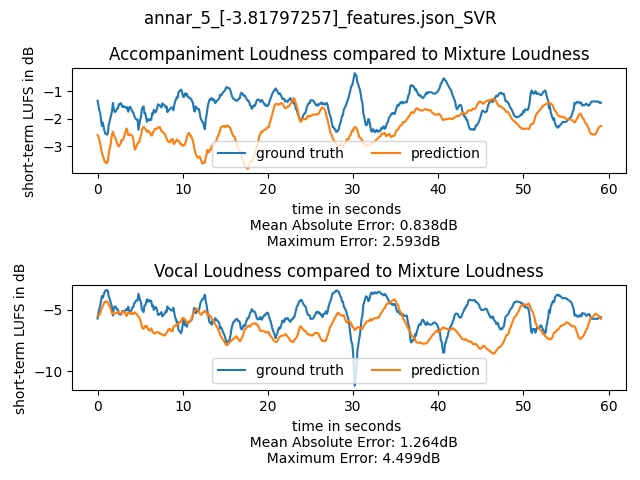 annar_5_[-3.81797257]_features.json_SVR
Accompaniment Loudness compared to Mixture Loudness
short-term LUFS in dB
−1
−2
−3
ground truth
prediction
0 10 20 30 40 50 60
time in seconds
Mean Absolute Error: 0.838dB
Maximum Error: 2.593dB
Vocal Loudness compared to Mixture Loudness
short-term LUFS in dB
−5
−10
ground truth
prediction
0 10 20 30 40 50 60
time in seconds
Mean Absolute Error: 1.264dB
Maximum Error: 4.499dB